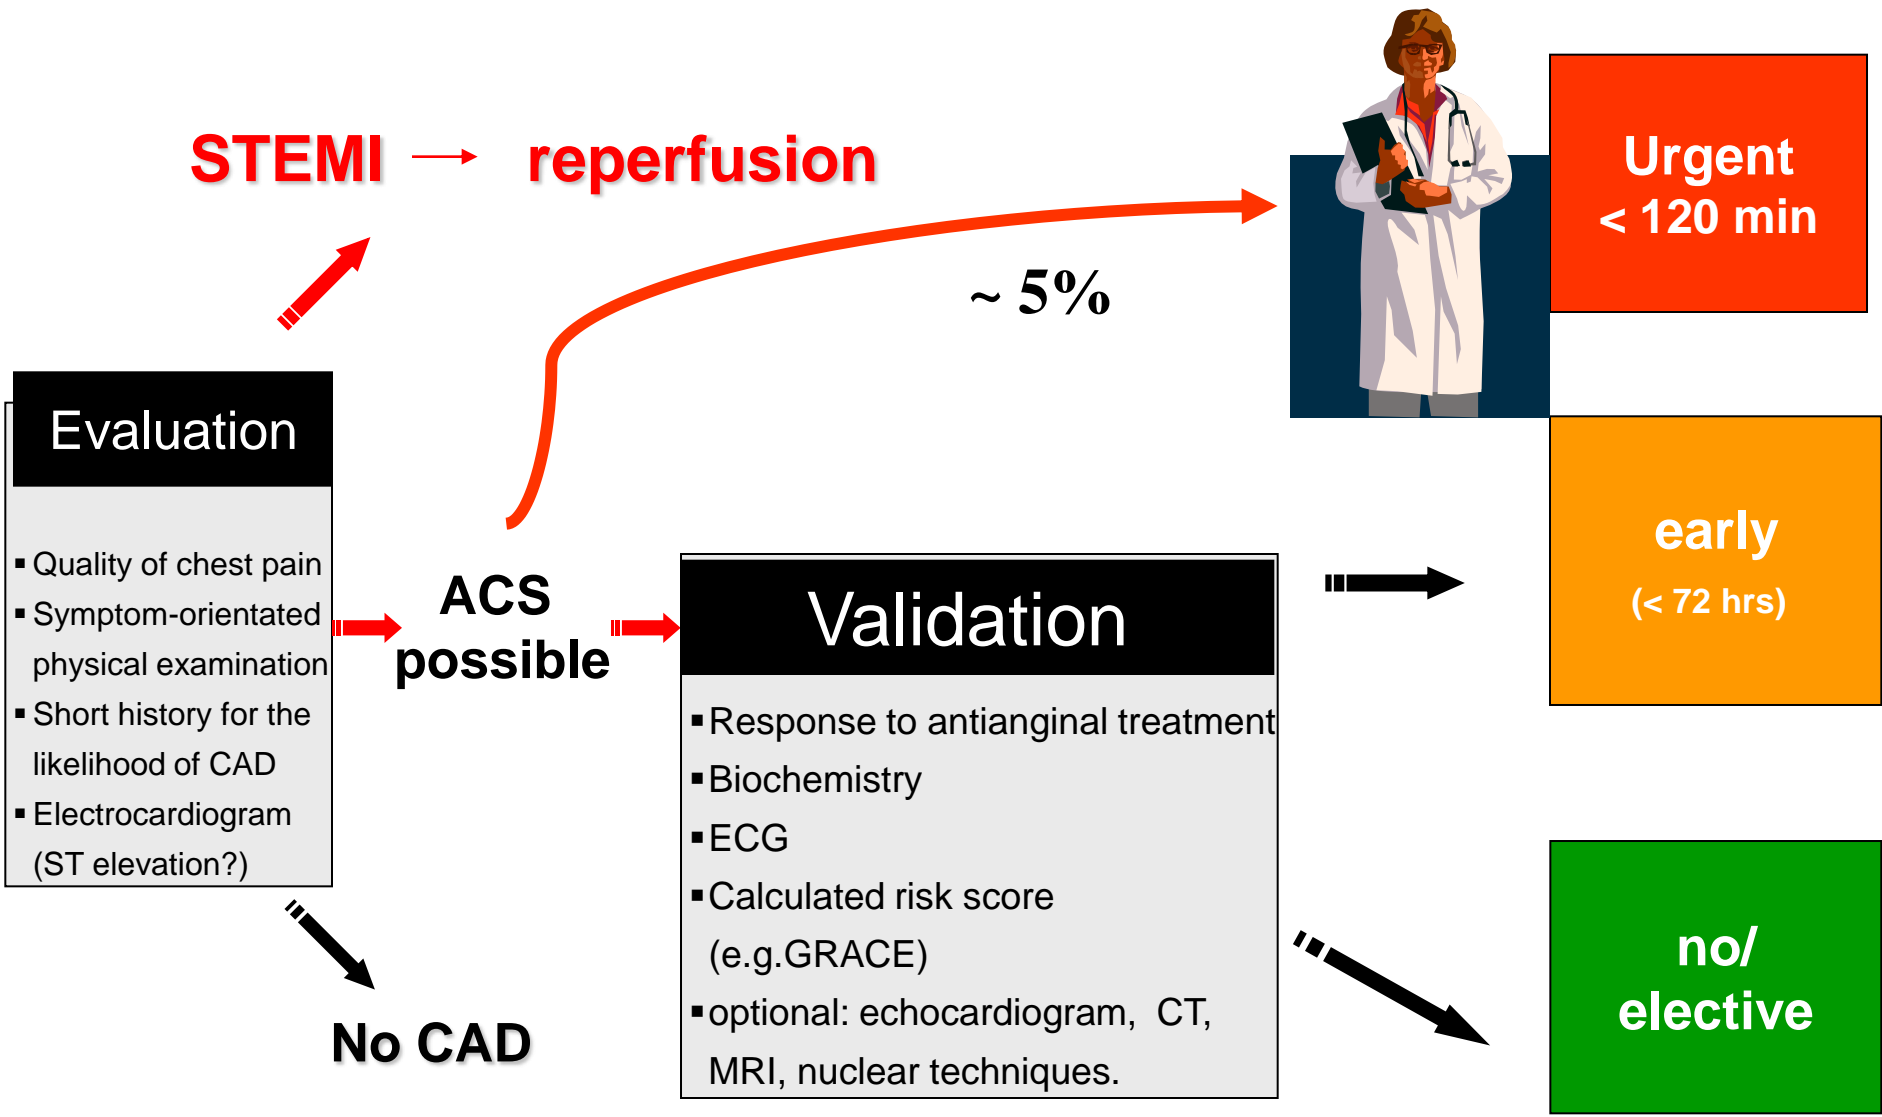 STEMI
reperfusion
Urgent
< 120 min
~ 5%
Evaluation
▪ Quality of chest pain
▪ Symptom-orientated
physical examination
▪ Short history for the
likelihood of CAD
▪ Electrocardiogram
(ST elevation?)
ACS
possible
No CAD
Validation
▪Response to antianginal treatment
▪Biochemistry
▪ECG
▪Calculated risk score
(e.g.GRACE)
▪optional: echocardiogram, CT,
MRI, nuclear techniques.
early
(< 72 hrs)
no/
elective